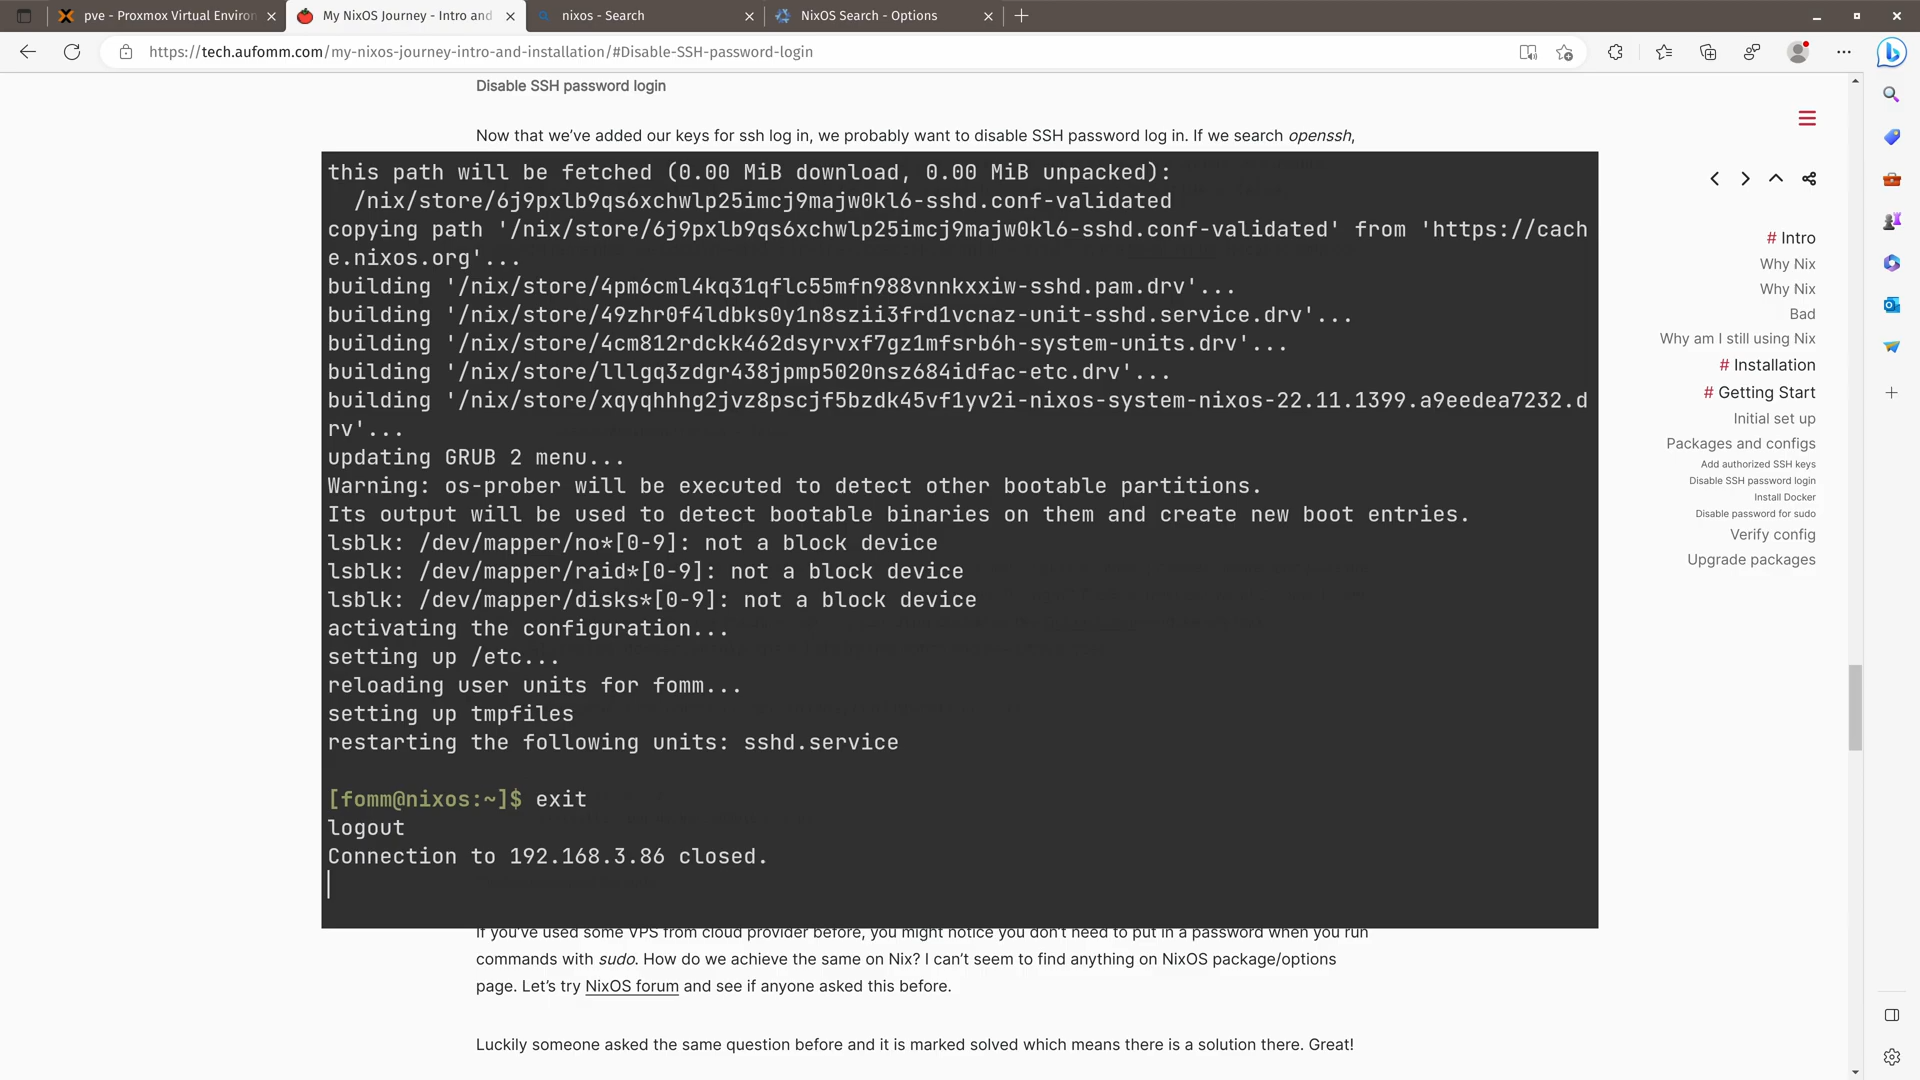 pve - Proxmox Virtual Environ
My NixOS Journey - Intro and
nixos - Search
NixOS Search - Options
https://tech.aufomm.com/my-nixos-journey-intro-and-installation/#Disable-SSH-password-login
Disable SSH password login
Now that we've added our keys for ssh log in, we probably want to disable SSH password log in. If we search openssh,
this path will be fetched (0.00 MiB download, 0.00 MiB unpacked):
/nix/store/6j9pxlb9qs6xchwlp25imcj9majw0kl6-sshd.conf-validated
copying path '/nix/store/6j9pxlb9qs6xchwlp25imcj9majw0kl6-sshd.conf-validated' from 'https://cach
e.nixos.org'...
building '/nix/store/4pm6cml4kq31qflc55mfn988vnnkxxiw-sshd.pam.drv'...
building '/nix/store/49zhr0f4ldbks0y1n8szii3frd1vcnaz-unit-sshd.service.drv'...
building '/nix/store/4cm812rdckk462dsyrvxf7gz1mfsrb6h-system-units.drv'...
building '/nix/store/lllgq3zdgr438jpmp5020nsz684idfac-etc.drv'...
building '/nix/store/xqyqhhhg2jvz8pscjf5bzdk45vf1yv2i-nixos-system-nixos-22.11.1399.a9eedea7232.d
rv'...
updating GRUB 2 menu...
Warning: os-prober will be executed to detect other bootable partitions.
Its output will be used to detect bootable binaries on them and create new boot entries.
lsblk: /dev/mapper/no*[0-9]: not a block device
lsblk: /dev/mapper/raid*[0-9]: not a block device
lsblk: /dev/mapper/disks*[0-9]: not a block device
activating the configuration...
setting up /etc...
reloading user units for fomm...
setting up tmpfiles
restarting the following units: sshd.service
[fomm@nixos:~]$ exit
logout
Connection to 192.168.3.86 closed.
If you've used some VPS from cloud provider before, you might notice you don't need to put in a password when you run
commands with sudo. How do we achieve the same on Nix? I can't seem to find anything on NixOS package/options
page. Let's try NixOS forum and see if anyone asked this before.
Luckily someone asked the same question before and it is marked solved which means there is a solution there. Great!
# Intro
Why Nix
Why Nix
Bad
Why am I still using Nix
# Installation
# Getting Start
Initial set up
Packages and configs
Add authorized SSH keys
Disable SSH password login
Install Docker
Disable password for sudo
Verify config
Upgrade packages